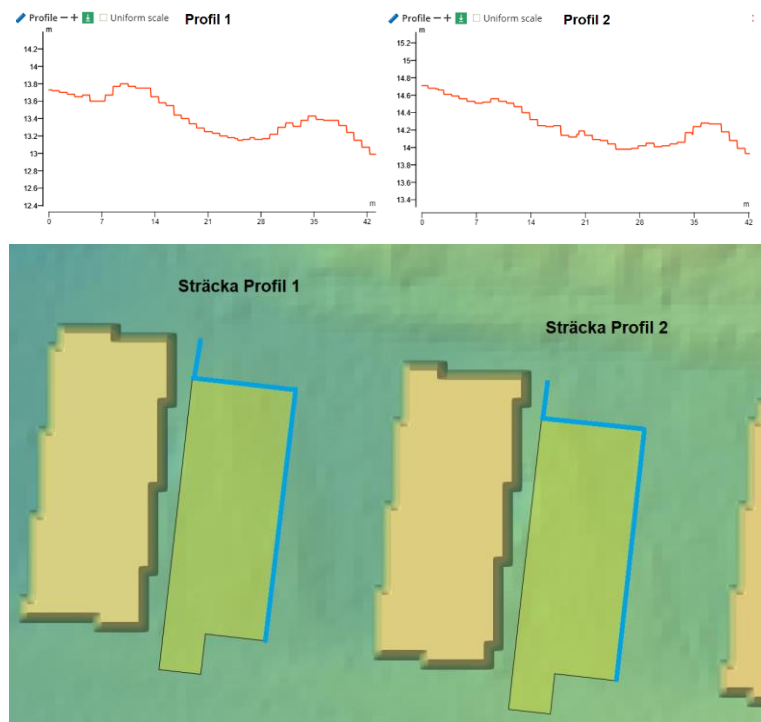 Profile – + Uniform scale Profil 1
m
14.2
14
13.8
13.6
13.4
13.2
13
12.8
12.6
12.4
m
0 7 14 21 28 35 42
Profile – + Uniform scale Profil 2
m
15.2
15
14.8
14.6
14.4
14.2
14
13.8
13.6
13.4
m
0 7 14 21 28 35 42
Sträcka Profil 1
Sträcka Profil 2